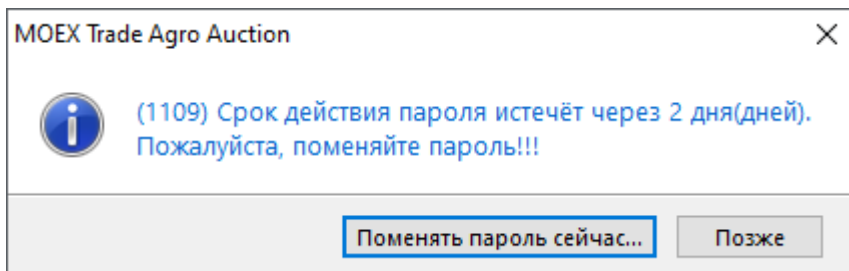 MOEX Trade Agro Auction
(1109) Срок действия пароля истечёт через 2 дня(дней).
Пожалуйста, поменяйте пароль!!!
Поменять пароль сейчас...
Позже